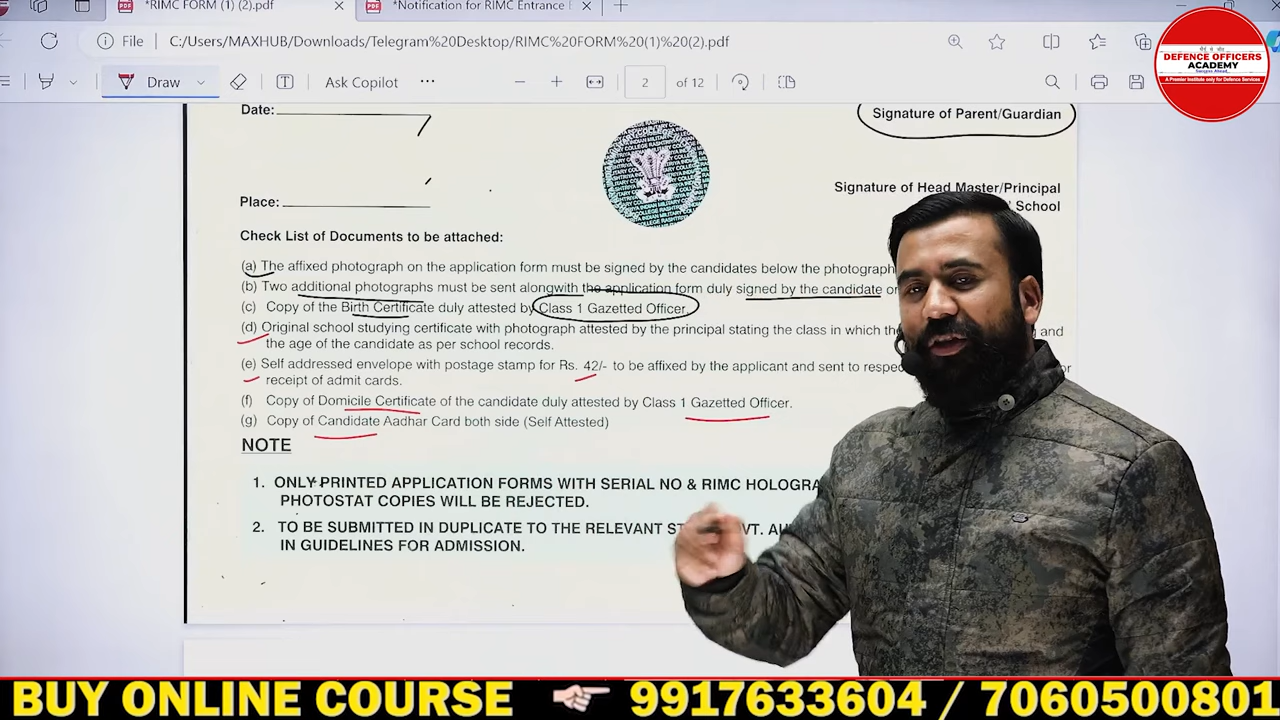 *RIMC FORM (1) (2).pdf
*Notification for RIMC Entrance
File C:/Users/MAXHUB/Downloads/Telegram%20Desktop/RIMC%20FORM%20(1)%20(2).pdf
Draw
Ask Copilot
2 of 12
DEFENCE OFFICERS
ACADEMY
A Premier Institute only for Defence Services
Date:
Signature of Parent/Guardian
Signature of Head Master/Principal
Place:
School
Check List of Documents to be attached:
(a) The affixed photograph on the application form must be signed by the candidates below the photograph
(b) Two additional photographs must be sent alongwith the application form duly signed by the candidate
(c) Copy of the Birth Certificate duly attested by Class 1 Gazetted Officer.
(d) Original school studying certificate with photograph attested by the principal stating the class in which and
the age of the candidate as per school records.
(e) Self addressed envelope with postage stamp for Rs. 42/- to be affixed by the applicant and sent to
receipt of admit cards.
(f) Copy of Domicile Certificate of the candidate duly attested by Class 1 Gazetted Officer.
(g) Copy of Candidate Aadhar Card both side (Self Attested)
NOTE
1. ONLY PRINTED APPLICATION FORMS WITH SERIAL NO & RIMC
PHOTOSTAT COPIES WILL BE REJECTED.
2. TO BE SUBMITTED IN DUPLICATE TO THE RELEVANT
IN GUIDELINES FOR ADMISSION.
BUY ONLINE COURSE 9917633604 / 7060500801